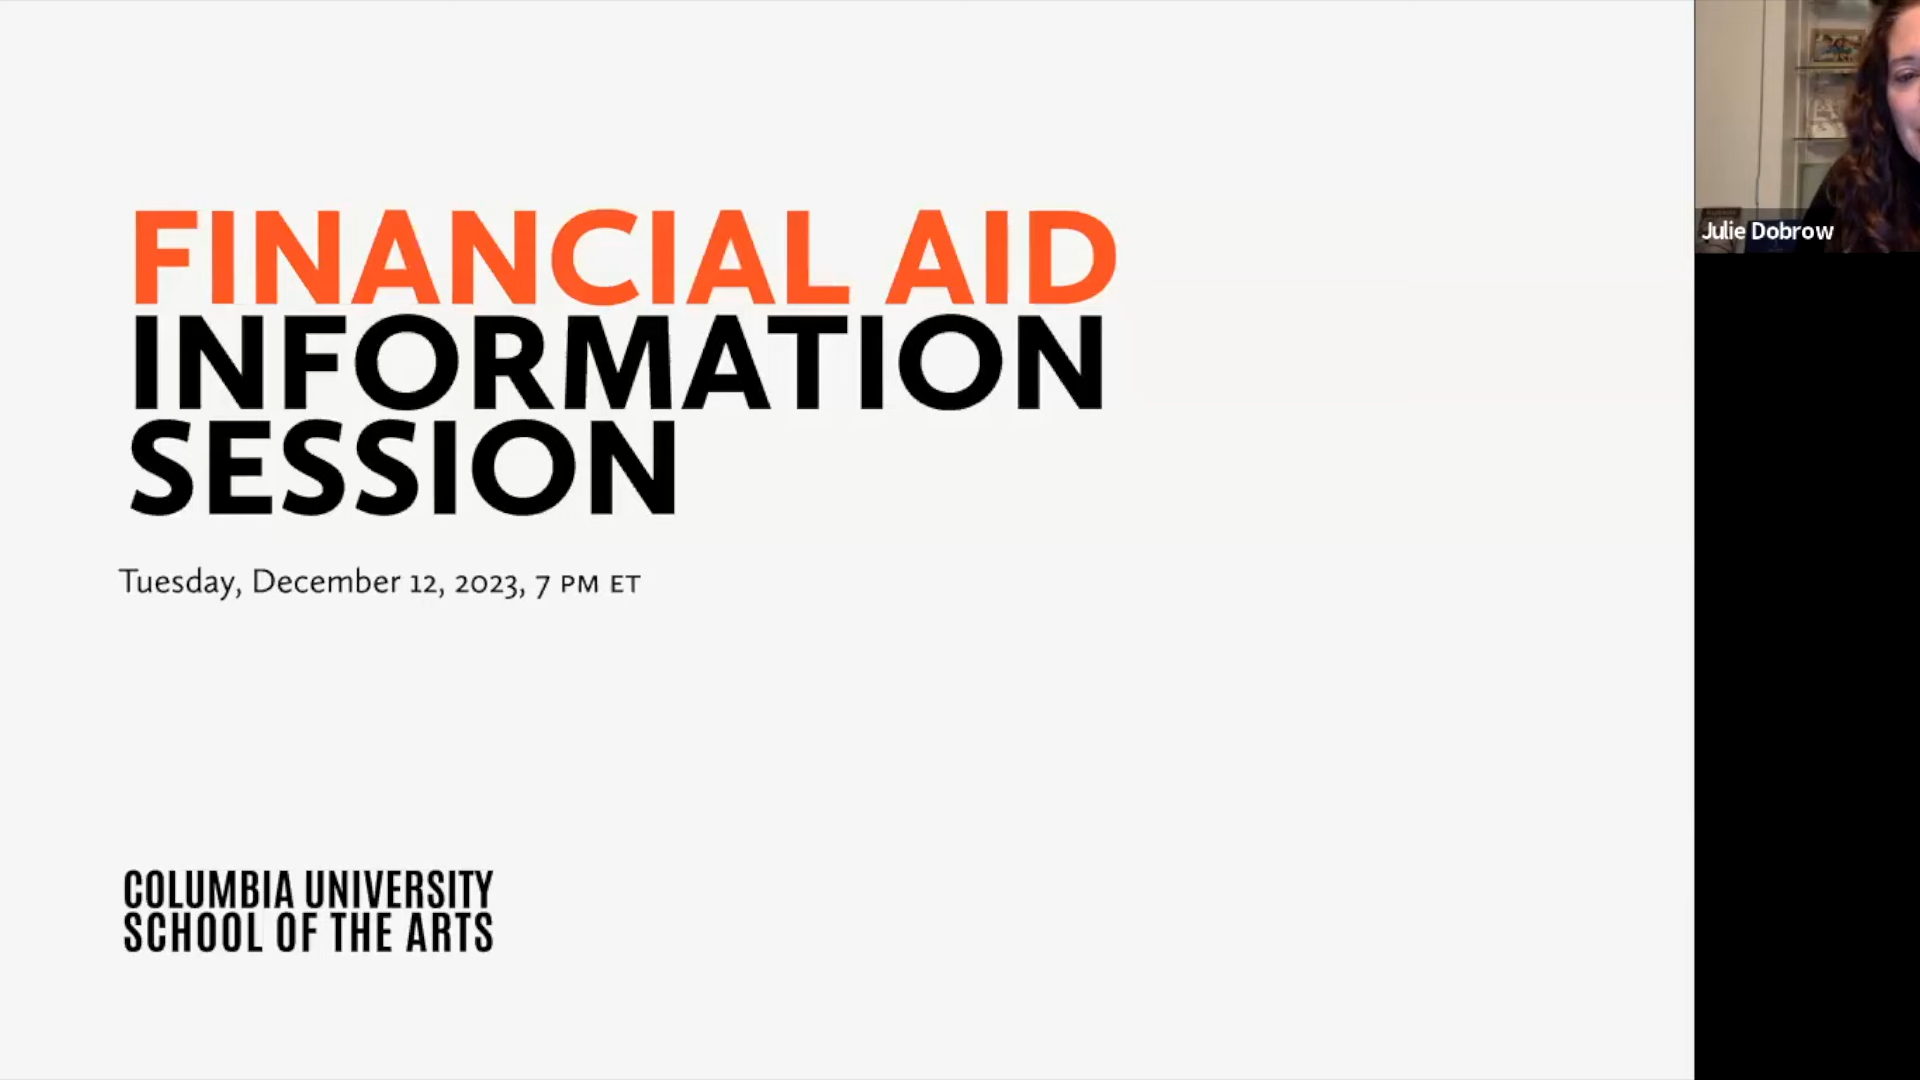 FINANCIAL AID
INFORMATION
SESSION
Tuesday, December 12, 2023, 7 PM ET
COLUMBIA UNIVERSITY
SCHOOL OF THE ARTS
Julie Dobrow